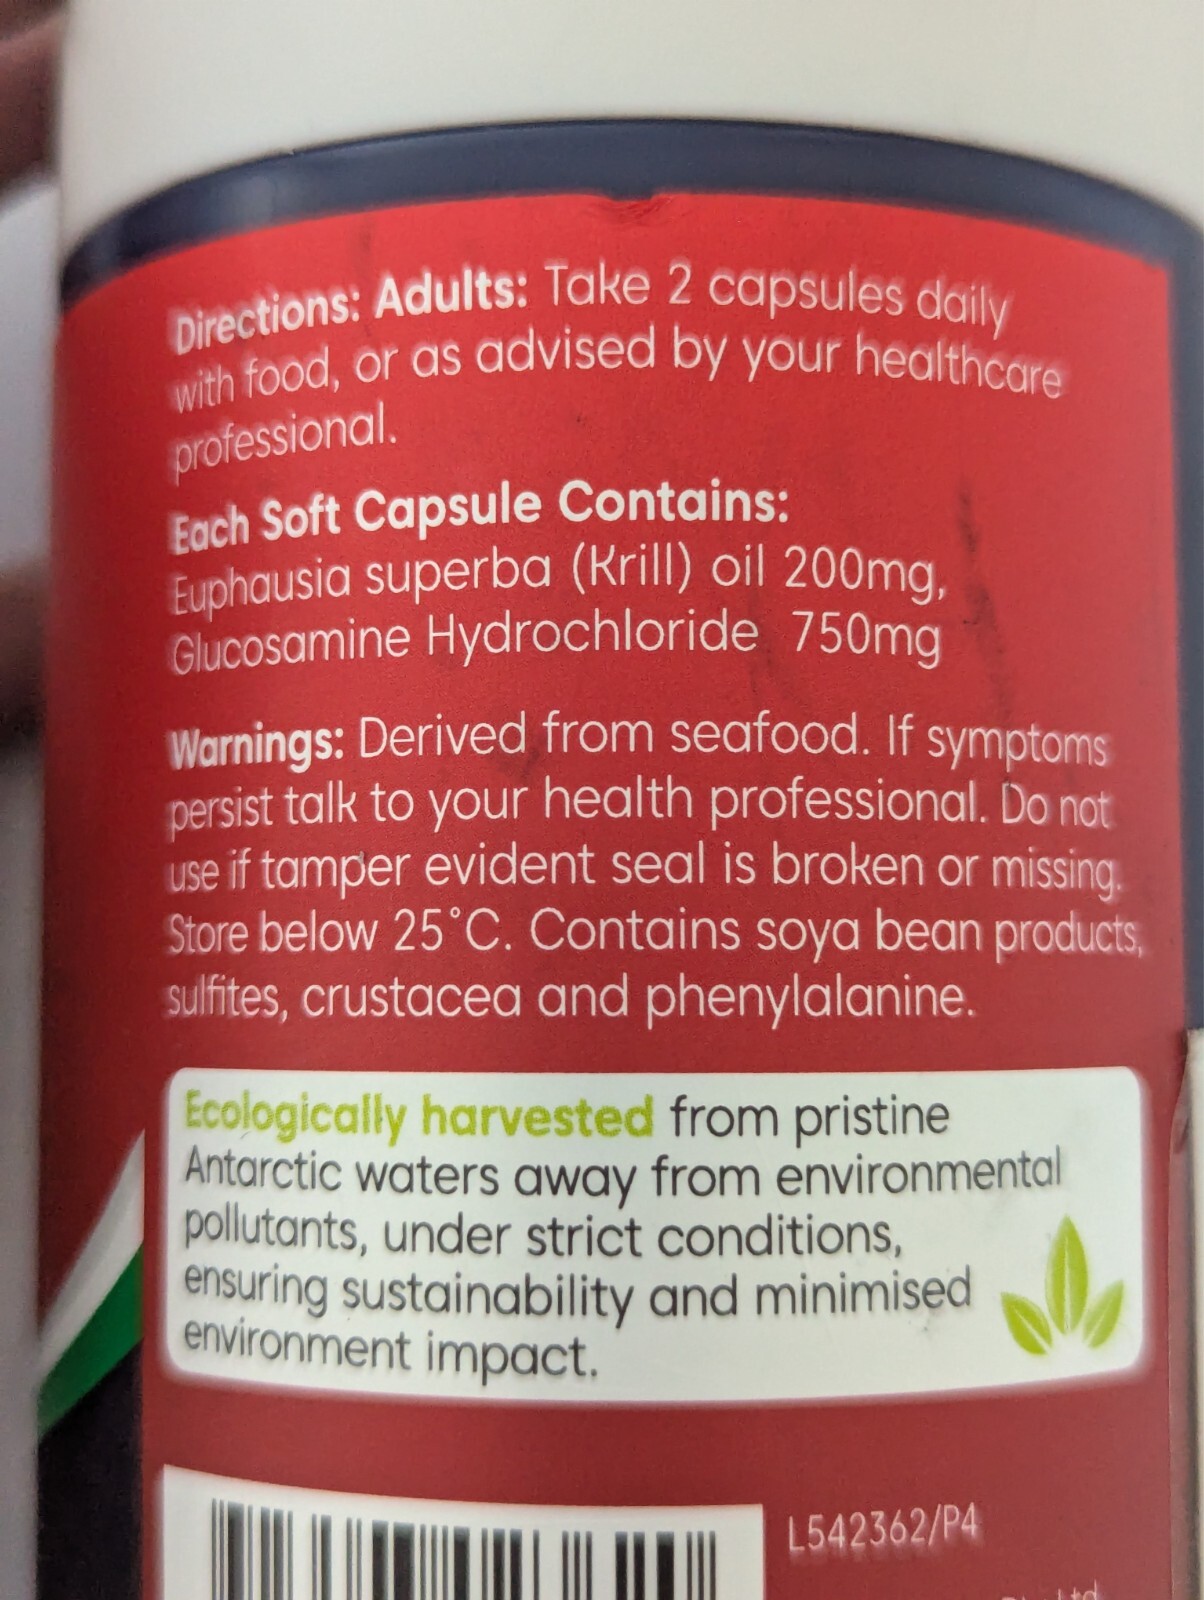 Directions: Adults: Take 2 capsules daily
with food, or as advised by your healthcare
professional.
Each Soft Capsule Contains:
Euphausia superba (Krill) oil 200mg,
Glucosamine Hydrochloride 750mg
Warnings: Derived from seafood. If symptoms
persist talk to your health professional. Do not
use if tamper evident seal is broken or missing.
Store below 25°C. Contains soya bean products,
sulfites, crustacea and phenylalanine.
Ecologically harvested from pristine
Antarctic waters away from environmental
pollutants, under strict conditions,
ensuring sustainability and minimised
environment impact.
L542362/P4